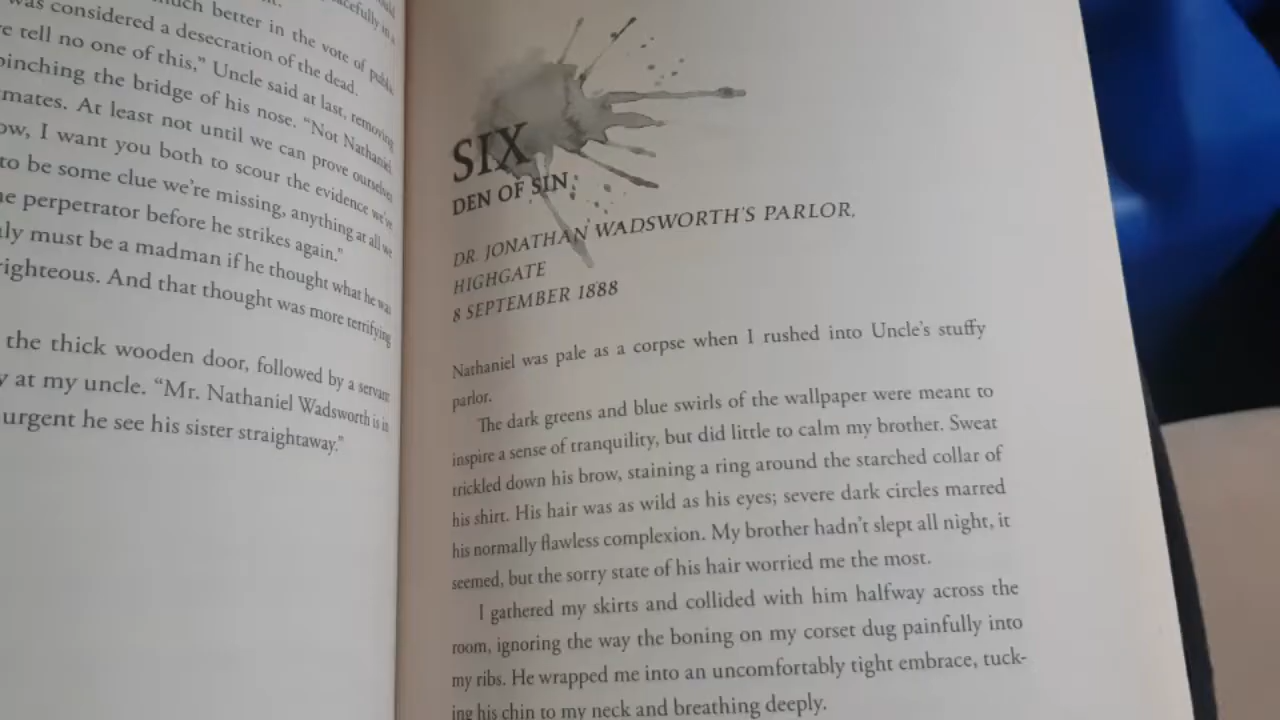 much better in the vote of public
was considered a desecration of the dead.
tell no one of this,” Uncle said at last, removing
pinching the bridge of his nose. “Not Nathaniel
mates. At least not until we can prove ourselves
I want you both to scour the evidence we’ve
to be some clue we’re missing, anything at all we
perpetrator before he strikes again.”
must be a madman if he thought what he was
righteous. And that thought was more terrifying
the thick wooden door, followed by a servant
at my uncle. “Mr. Nathaniel Wadsworth is in
urgent he see his sister straightaway.”
SIX
DEN OF SIN
DR. JONATHAN WADSWORTH’S PARLOR,
HIGHGATE
8 SEPTEMBER 1888
Nathaniel was pale as a corpse when I rushed into Uncle’s stuffy
parlor.
The dark greens and blue swirls of the wallpaper were meant to
inspire a sense of tranquility, but did little to calm my brother. Sweat
trickled down his brow, staining a ring around the starched collar of
his shirt. His hair was as wild as his eyes; severe dark circles marred
his normally flawless complexion. My brother hadn’t slept all night, it
seemed, but the sorry state of his hair worried me the most.
I gathered my skirts and collided with him halfway across the
room, ignoring the way the boning on my corset dug painfully into
my ribs. He wrapped me into an uncomfortably tight embrace, tuck-
ing his chin to my neck and breathing deeply.